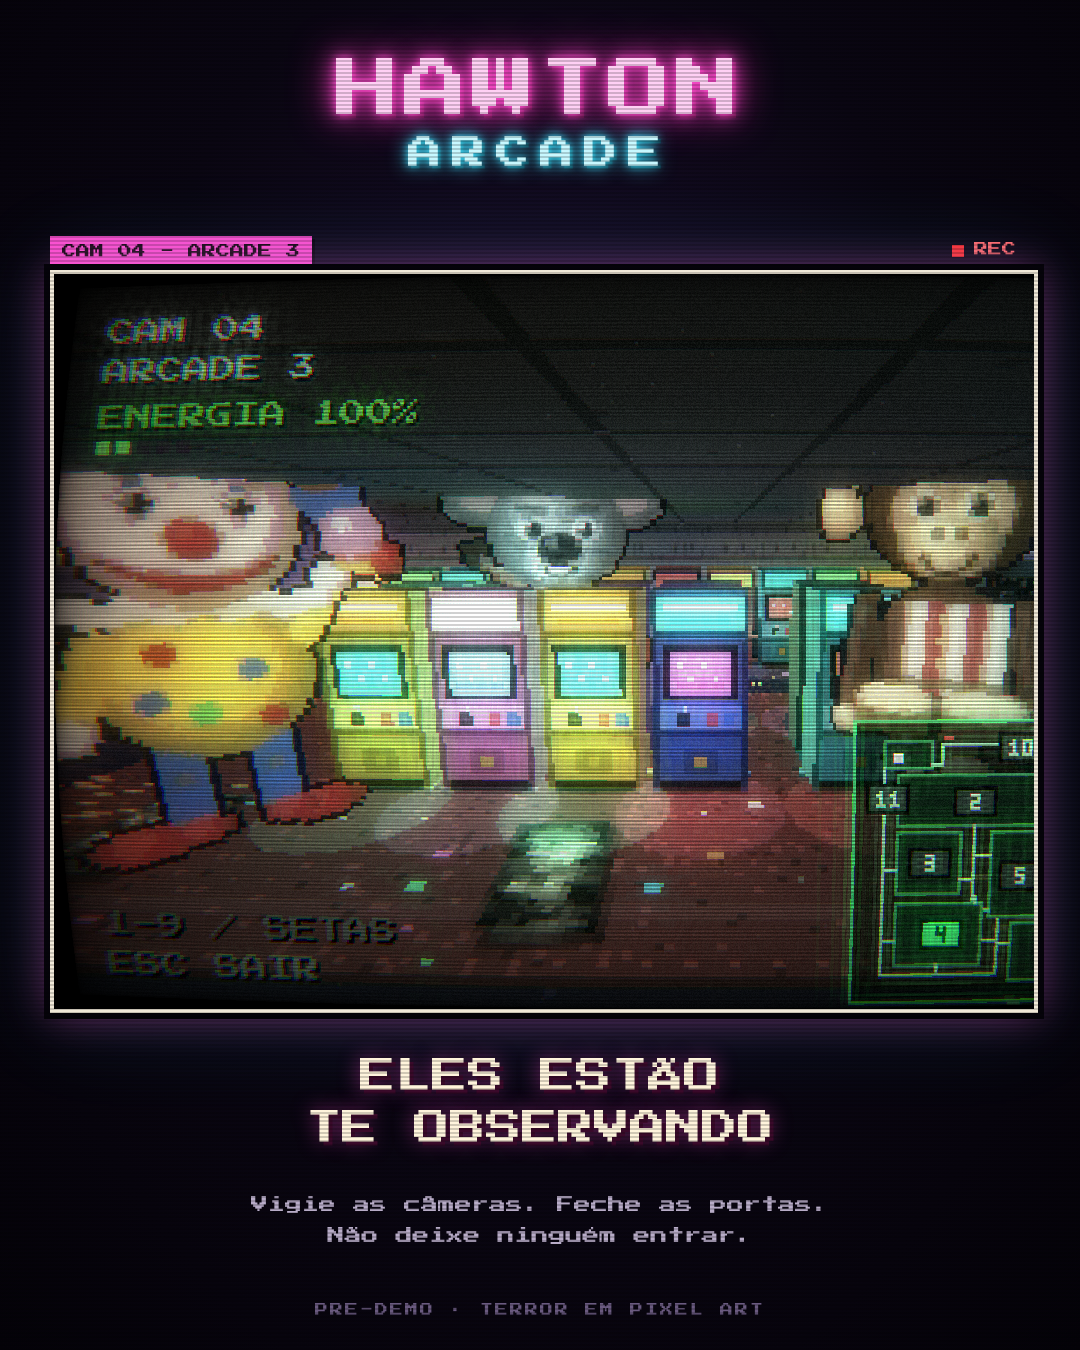 HAWTON
ARCADE
CAM 04 - ARCADE 3
REC
CAM 04
ARCADE 3
ENERGIA 100%
10
11
2
3
5
4
1-9 / SETAS
ESC SAIR
ELES ESTÃO
TE OBSERVANDO
Vigie as câmeras. Feche as portas.
Não deixe ninguém entrar.
PRE-DEMO · TERROR EM PIXEL ART